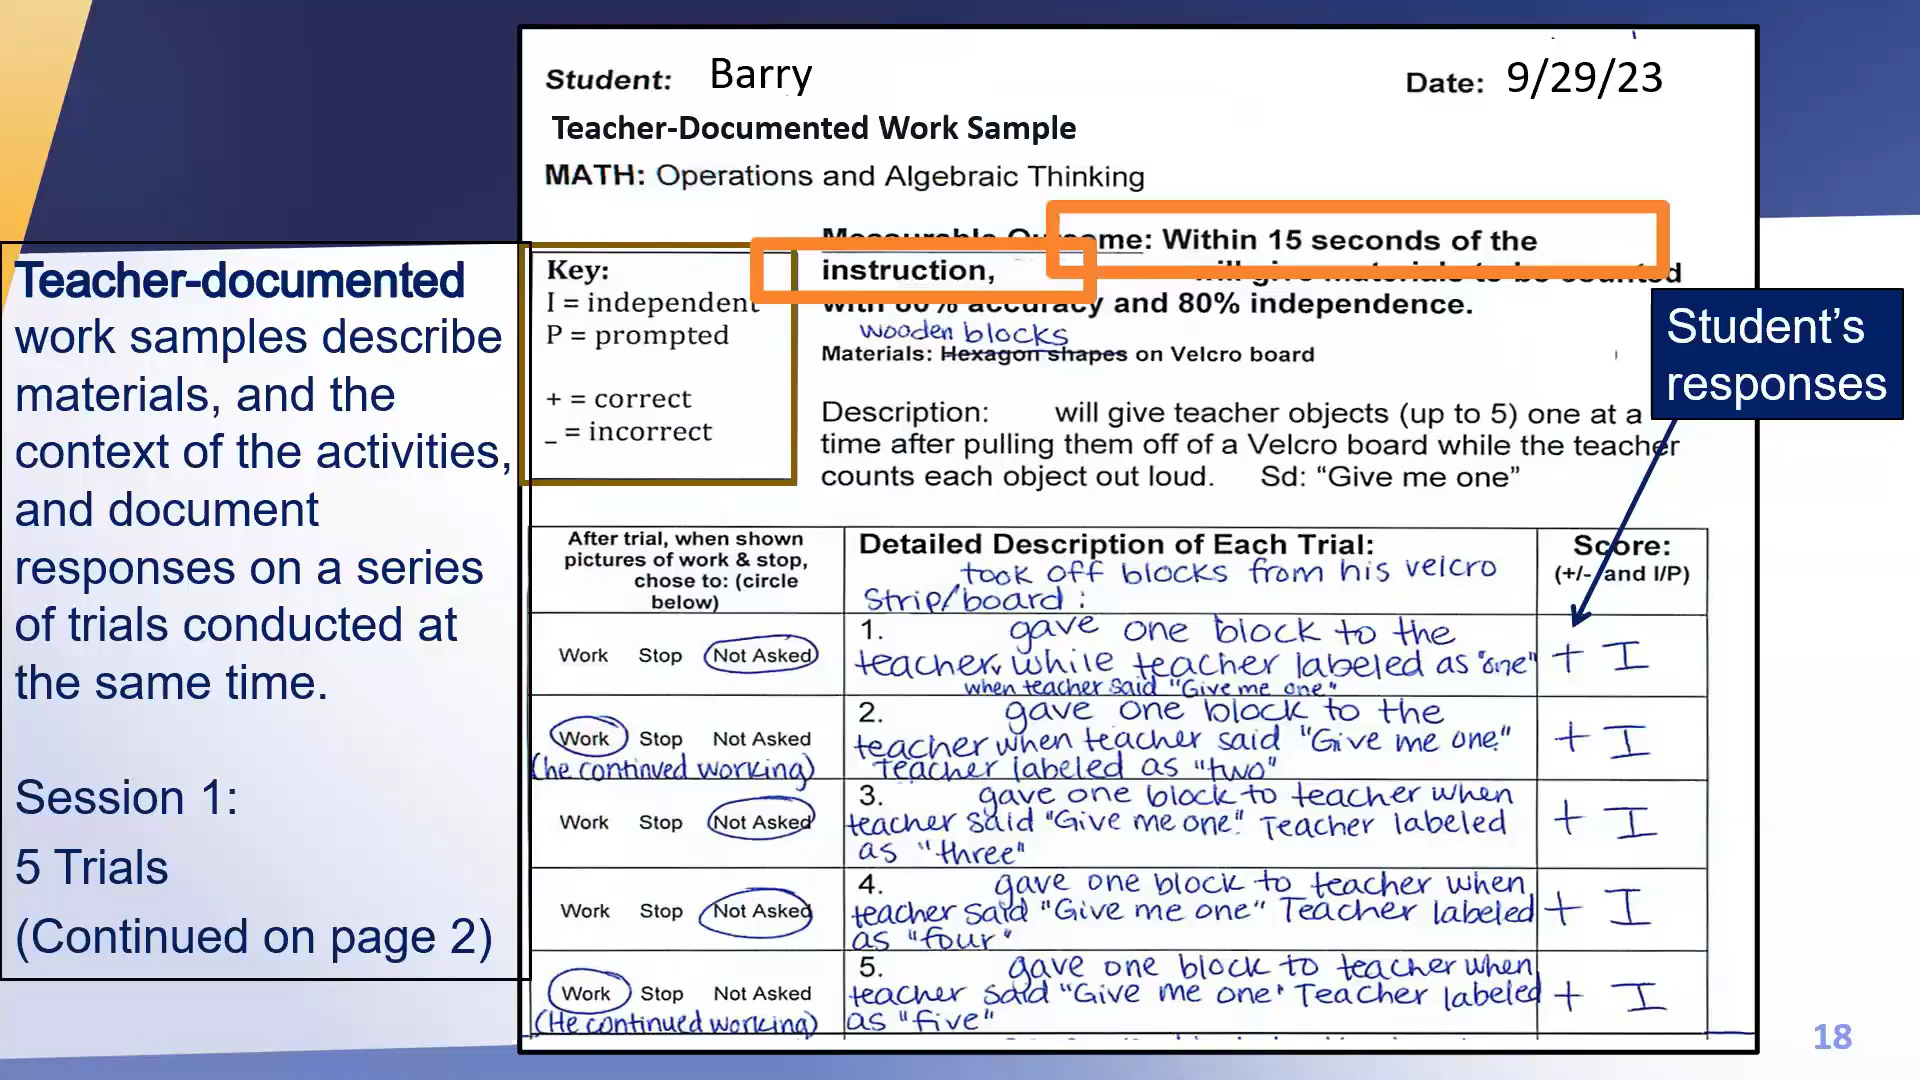 Student: Barry
Date: 9/29/23
Teacher-Documented Work Sample
MATH: Operations and Algebraic Thinking
Measurable Outcome: Within 15 seconds of the
instruction, will give materials to be counted
with 80% accuracy and 80% independence.
wooden blocks
Materials: Hexagon shapes on Velcro board
Description: will give teacher objects (up to 5) one at a
time after pulling them off of a Velcro board while the teacher
counts each object out loud. Sd: “Give me one”
Key:
I = independent
P = prompted
+ = correct
_ = incorrect
Teacher-documented
work samples describe
materials, and the
context of the activities,
and document
responses on a series
of trials conducted at
the same time.
Session 1:
5 Trials
(Continued on page 2)
Student’s
responses
After trial, when shown
pictures of work & stop,
chose to: (circle
below)
Detailed Description of Each Trial:
took off blocks from his velcro
strip/board:
Score:
(+/- and I/P)
Work Stop Not Asked
1. gave one block to the
teacher, while teacher labeled as "one"
when teacher said "Give me one"
+ I
Work Stop Not Asked
(he continued working)
2. gave one block to the
teacher when teacher said "Give me one."
Teacher labeled as "two"
+ I
Work Stop Not Asked
3. gave one block to teacher when
teacher said "Give me one." Teacher labeled
as "three"
+ I
Work Stop Not Asked
4. gave one block to teacher when
teacher said "Give me one" Teacher labeled
as "four"
+ I
Work Stop Not Asked
(He continued working)
5. gave one block to teacher when
teacher said "Give me one" Teacher labeled
as "five"
+ I
18